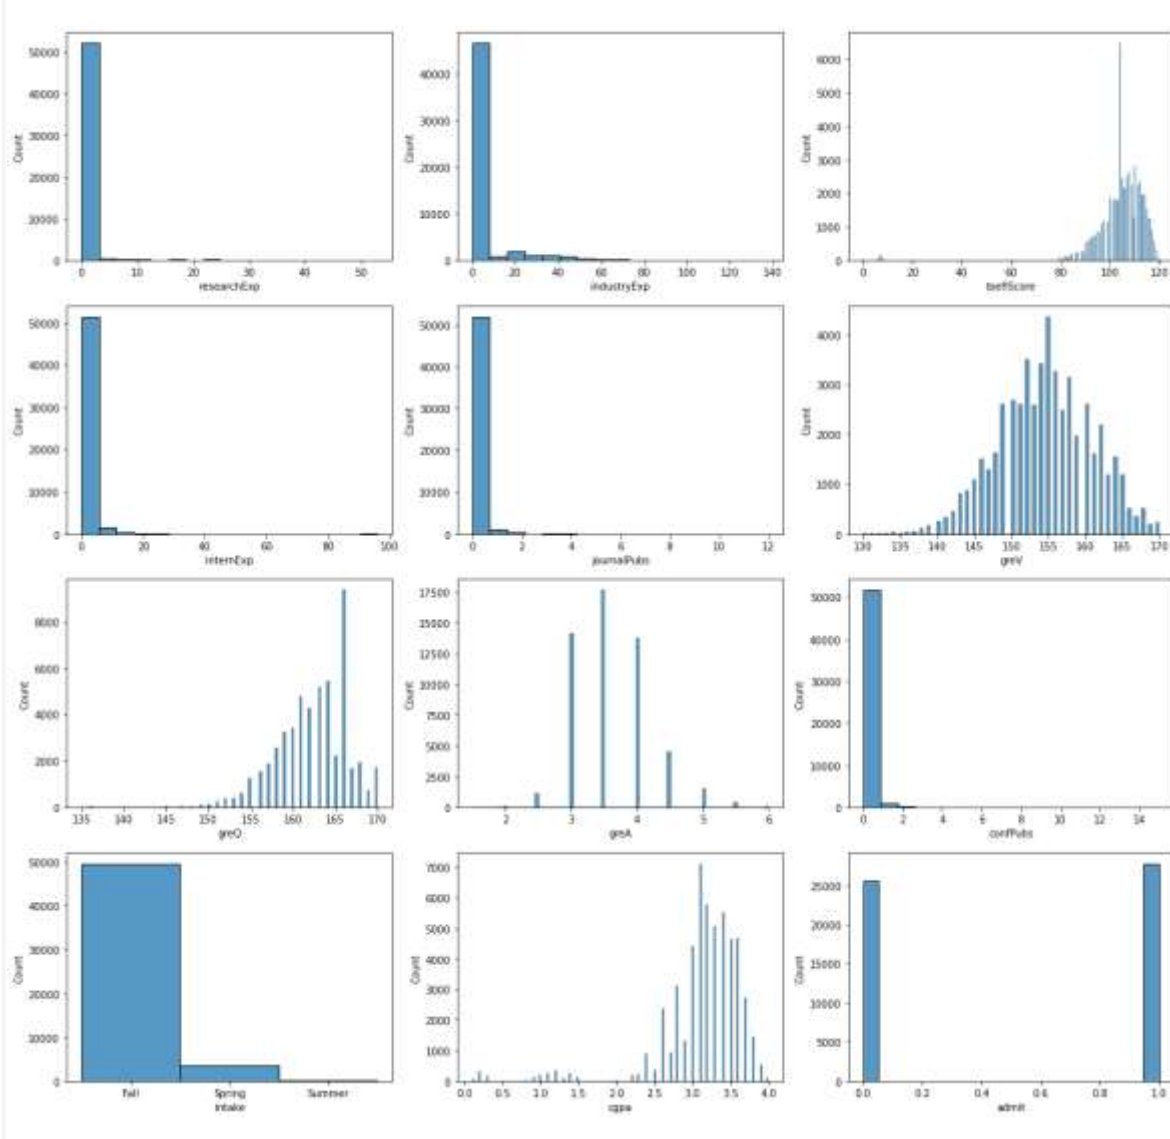 50000
40000
30000
20000
10000
0
Count
0 10 20 30 40 50
researchExp
40000
30000
20000
10000
0
Count
0 20 40 60 80 100 120 140
industryExp
6000
5000
4000
3000
2000
1000
0
Count
0 20 40 60 80 100 120
toeflScore
50000
40000
30000
20000
10000
0
Count
0 20 40 60 80 100
internExp
50000
40000
30000
20000
10000
0
Count
0 2 4 6 8 10 12
journalPubs
4000
3000
2000
1000
0
Count
130 135 140 145 150 155 160 165 170
greV
8000
6000
4000
2000
0
Count
135 140 145 150 155 160 165 170
greQ
17500
15000
12500
10000
7500
5000
2500
0
Count
2 3 4 5 6
greA
50000
40000
30000
20000
10000
0
Count
0 2 4 6 8 10 12 14
confPubs
50000
40000
30000
20000
10000
0
Count
Fall Spring Summer
Intake
7000
6000
5000
4000
3000
2000
1000
0
Count
0.0 0.5 1.0 1.5 2.0 2.5 3.0 3.5 4.0
cgpa
25000
20000
15000
10000
5000
0
Count
0.0 0.2 0.4 0.6 0.8 1.0
admit